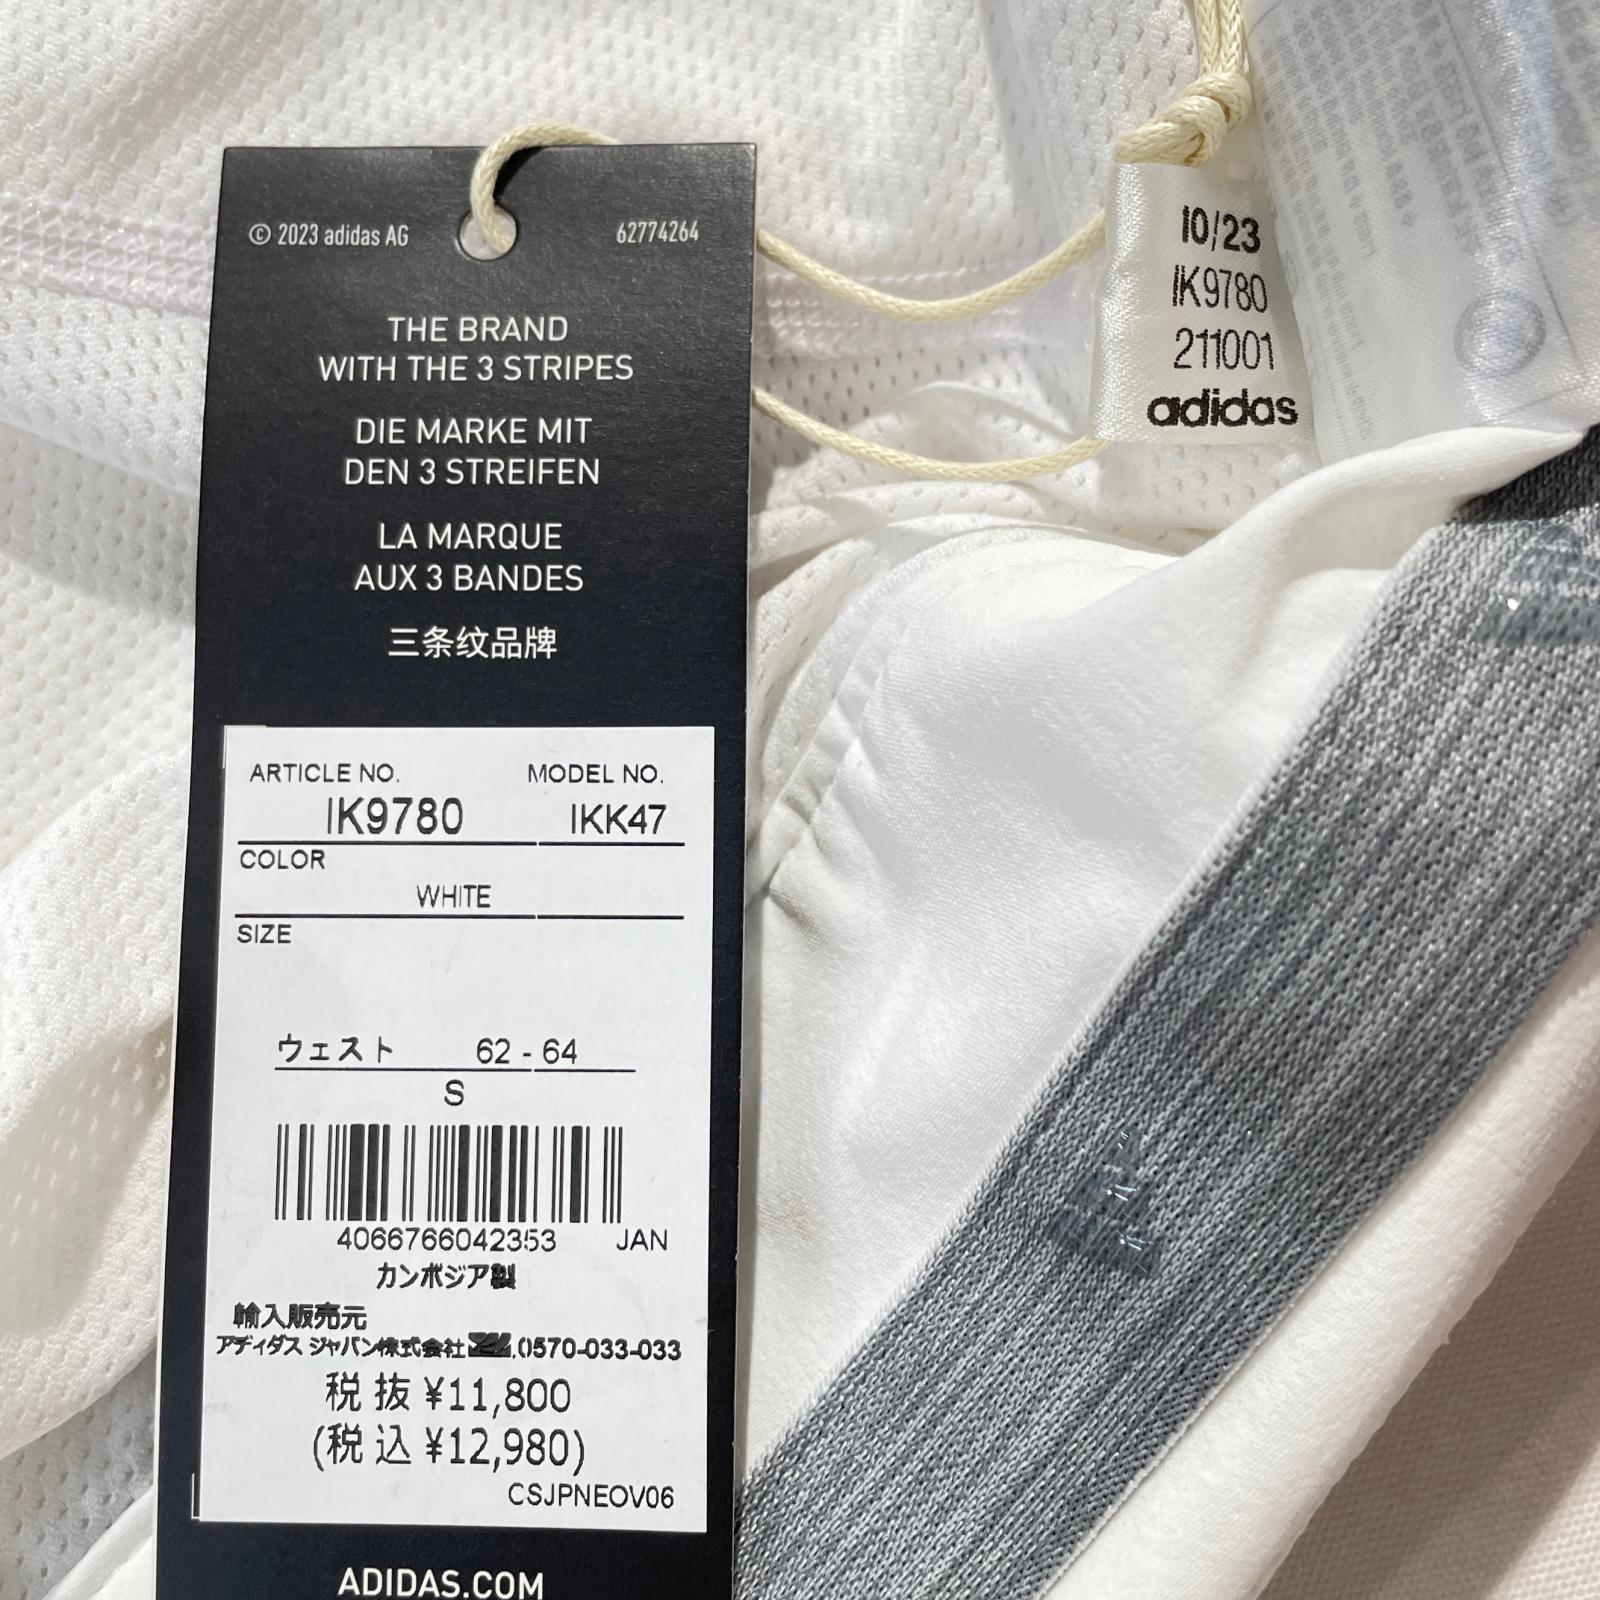 © 2023 adidas AG
62774264
THE BRAND
WITH THE 3 STRIPES
DIE MARKE MIT
DEN 3 STREIFEN
LA MARQUE
AUX 3 BANDES
三条纹品牌
ARTICLE NO. MODEL NO.
IK9780 IKK47
COLOR
WHITE
SIZE
ウェスト 62 - 64
S
4066766042353 JAN
カンボジア製
輸入販売元
アディダス ジャパン株式会社 0570-033-033
税抜 ¥11,800
(税込 ¥12,980)
CSJPNEOV06
ADIDAS.COM
10/23
IK9780
211001
adidas